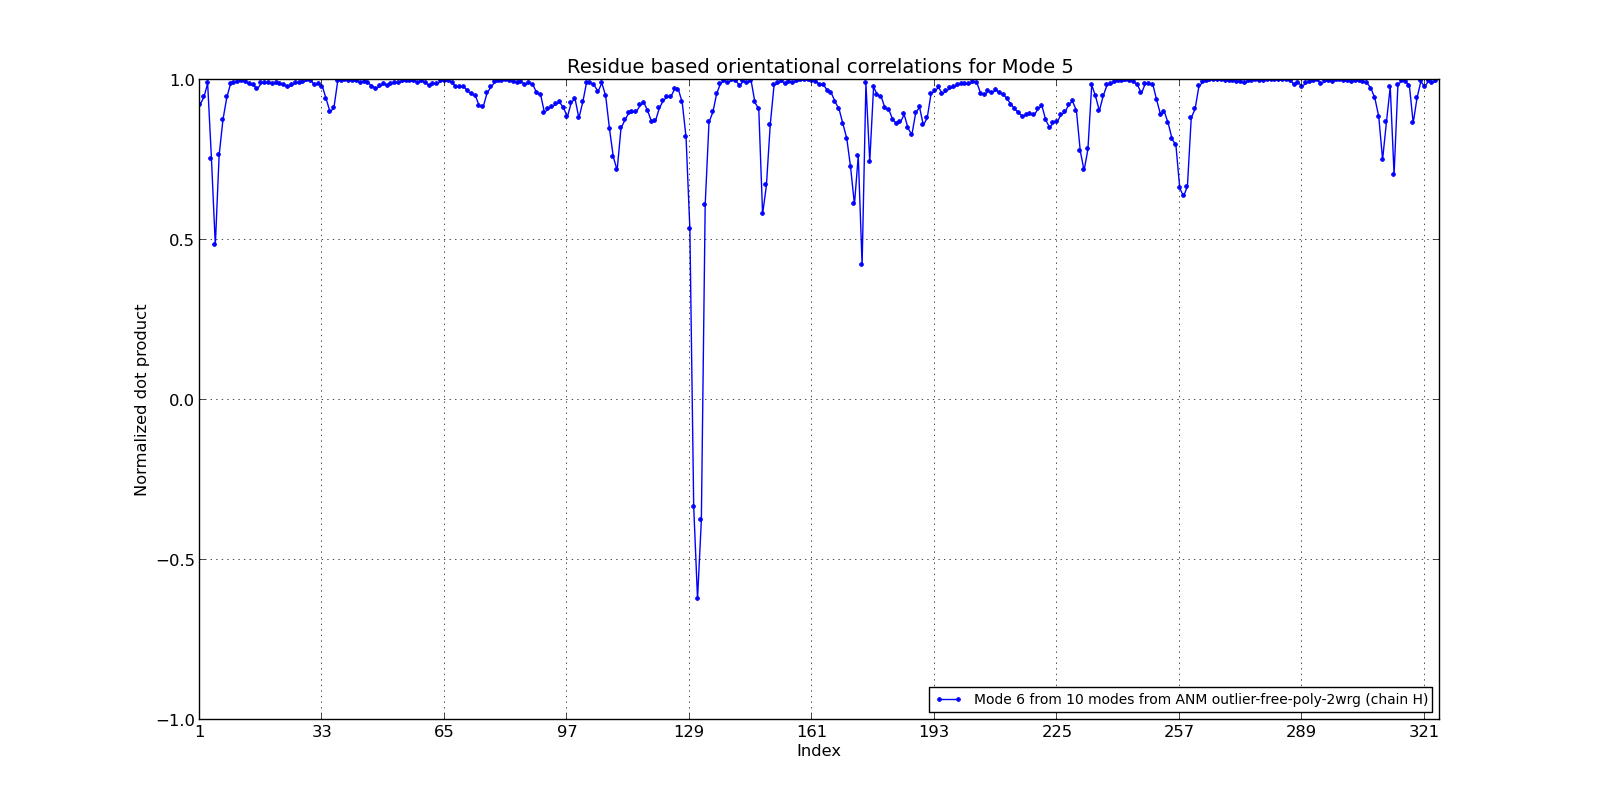 Residue based orientational correlations for Mode 5
1.0
0.5
0.0
−0.5
−1.0
Normalized dot product
Mode 6 from 10 modes from ANM outlier-free-poly-2wrg (chain H)
1 33 65 97 129 161 193 225 257 289 321
Index